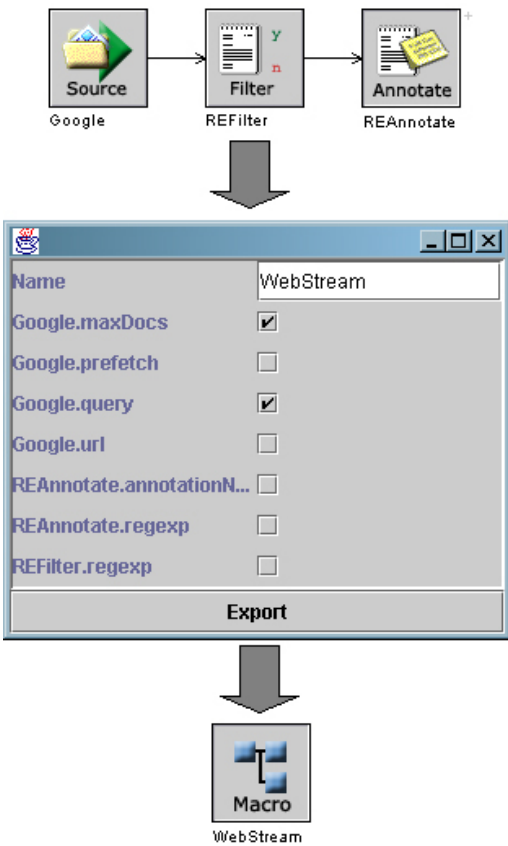 Source
Filter
y
n
Annotate
Google
REFilter
REAnnotate
Name
WebStream
Google.maxDocs
Google.prefetch
Google.query
Google.url
REAnnotate.annotationN...
REAnnotate.regexp
REFilter.regexp
Export
Macro
WebStream